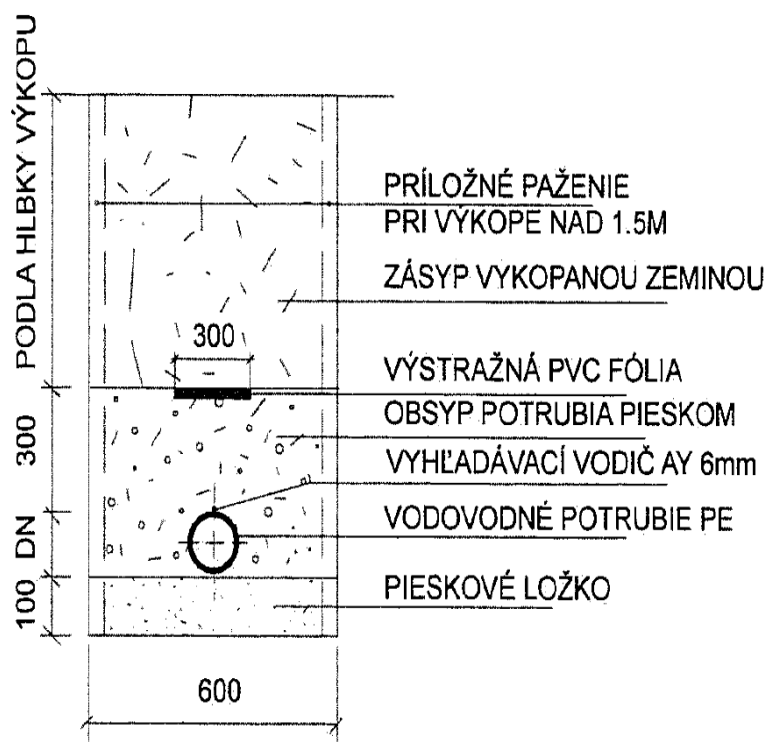 PODLA HLBKY VÝKOPU
300
DN
100
300
600
PRÍLOŽNÉ PAŽENIE
PRI VÝKOPE NAD 1.5M
ZÁSYP VYKOPANOU ZEMINOU
VÝSTRAŽNÁ PVC FÓLIA
OBSYP POTRUBIA PIESKOM
VYHĽADÁVACÍ VODIČ AY 6mm
VODOVODNÉ POTRUBIE PE
PIESKOVÉ LOŽKO